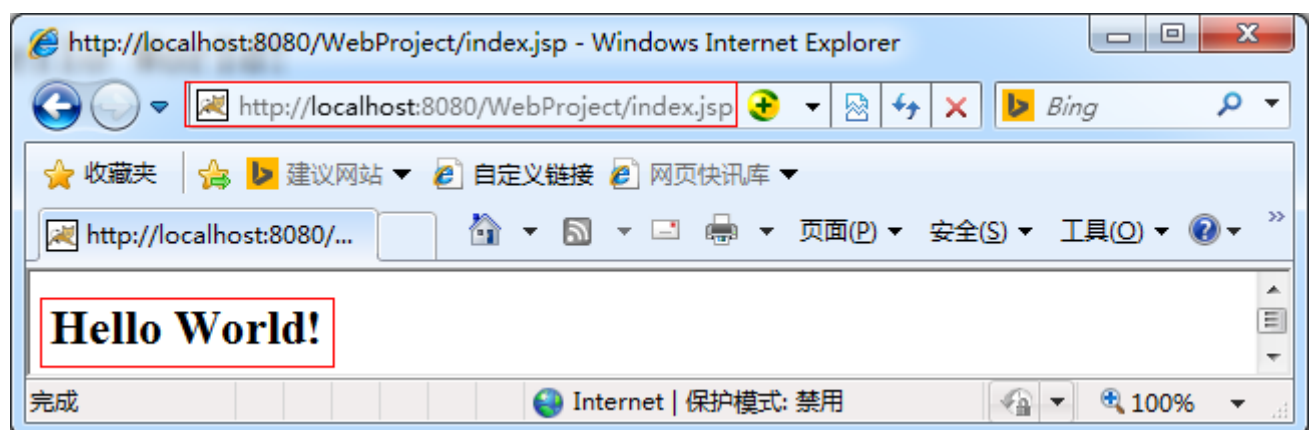 http://localhost:8080/WebProject/index.jsp - Windows Internet Explorer
http://localhost:8080/WebProject/index.jsp Bing
收藏夹 建议网站 自定义链接 网页快讯库
http://localhost:8080/... 页面(P) 安全(S) 工具(O)
Hello World!
完成 Internet | 保护模式: 禁用 100%